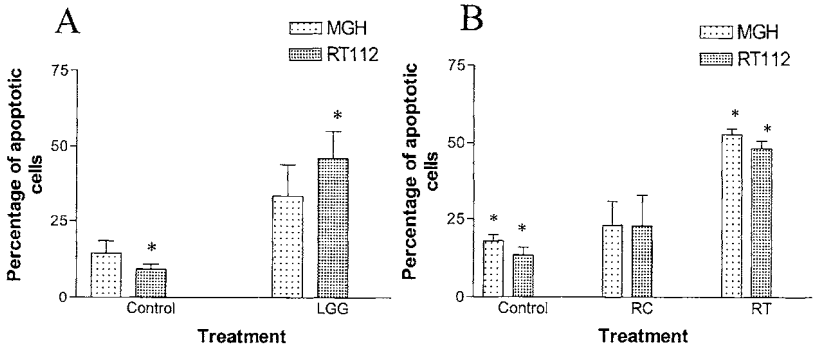 A
MGH
RT112
Percentage of apoptotic
cells
75
50
25
0
*
*
Control
LGG
Treatment
B
MGH
RT112
Percentage of apoptotic
cells
75
50
25
0
*
*
*
*
Control
RC
RT
Treatment